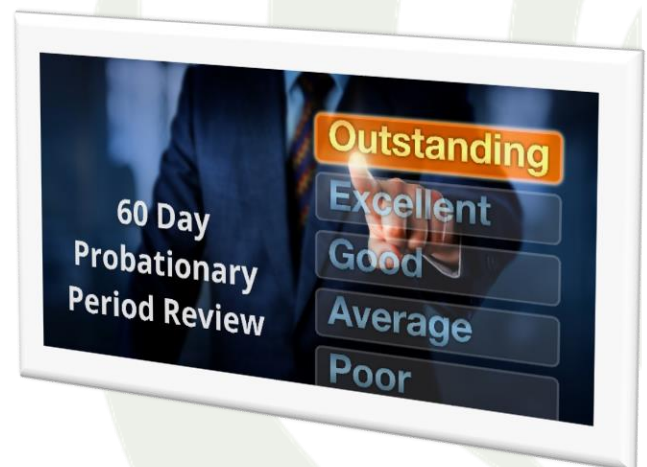 60 Day
Probationary
Period Review
Outstanding
Excellent
Good
Average
Poor